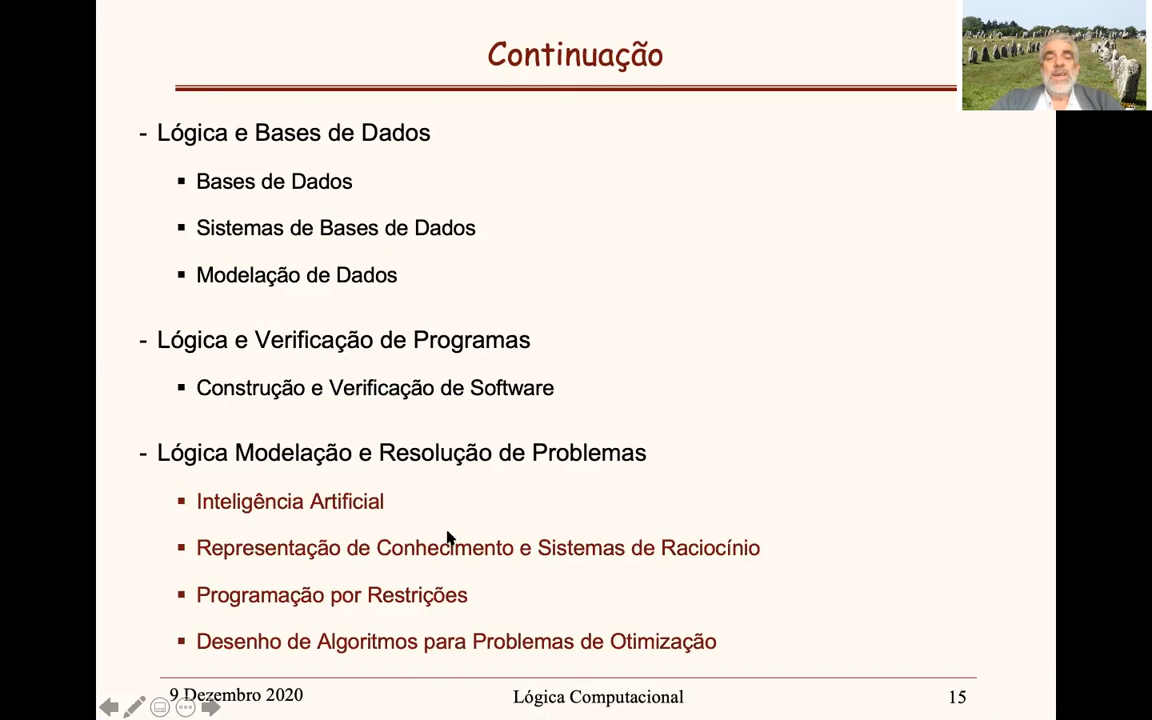 Continuação
- Lógica e Bases de Dados
▪ Bases de Dados
▪ Sistemas de Bases de Dados
▪ Modelação de Dados
- Lógica e Verificação de Programas
▪ Construção e Verificação de Software
- Lógica Modelação e Resolução de Problemas
▪ Inteligência Artificial
▪ Representação de Conhecimento e Sistemas de Raciocínio
▪ Programação por Restrições
▪ Desenho de Algoritmos para Problemas de Otimização
9 Dezembro 2020 Lógica Computacional 15